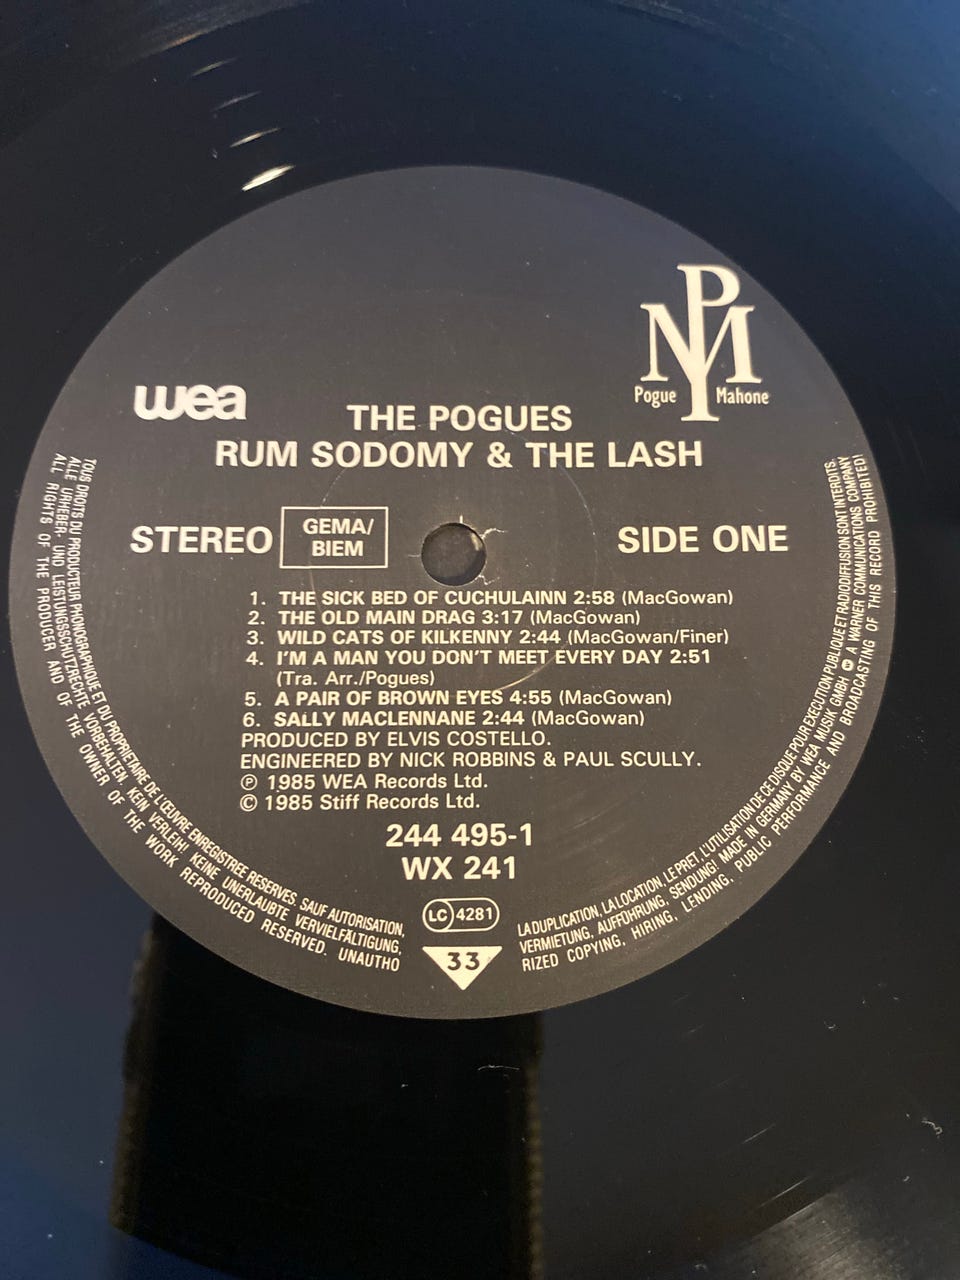 PM
Pogue Mahone
wea
THE POGUES
RUM SODOMY & THE LASH
STEREO
GEMA/
BIEM
SIDE ONE
1. THE SICK BED OF CUCHULAINN 2:58 (MacGowan)
2. THE OLD MAIN DRAG 3:17 (MacGowan)
3. WILD CATS OF KILKENNY 2:44 (MacGowan/Finer)
4. I'M A MAN YOU DON'T MEET EVERY DAY 2:51
(Tra. Arr./Pogues)
5. A PAIR OF BROWN EYES 4:55 (MacGowan)
6. SALLY MACLENNANE 2:44 (MacGowan)
PRODUCED BY ELVIS COSTELLO.
ENGINEERED BY NICK ROBBINS & PAUL SCULLY.
℗ 1985 WEA Records Ltd.
© 1985 Stiff Records Ltd.
244 495-1
WX 241
LC 4281
33
TOUS DROITS DU PRODUCTEUR PHONOGRAPHIQUE ET DU PROPRIETAIRE DE L'ŒUVRE ENREGISTREE RESERVES. SAUF AUTORISATION, LA DUPLICATION, LA LOCATION, LE PRET, L'UTILISATION DE CE DISQUE POUR EXECUTION PUBLIQUE ET RADIODIFFUSION SONT INTERDITS.
ALLE URHEBER- UND LEISTUNGSSCHUTZRECHTE VORBEHALTEN. KEIN VERLEIH! KEINE UNERLAUBTE VERVIELFÄLTIGUNG, VERMIETUNG, AUFFÜHRUNG, SENDUNG! MADE IN GERMANY BY WEA MUSIK GMBH A WARNER COMMUNICATIONS COMPANY
ALL RIGHTS OF THE PRODUCER AND OF THE OWNER OF THE WORK REPRODUCED RESERVED. UNAUTHORIZED COPYING, HIRING, LENDING, PUBLIC PERFORMANCE AND BROADCASTING OF THIS RECORD PROHIBITED!